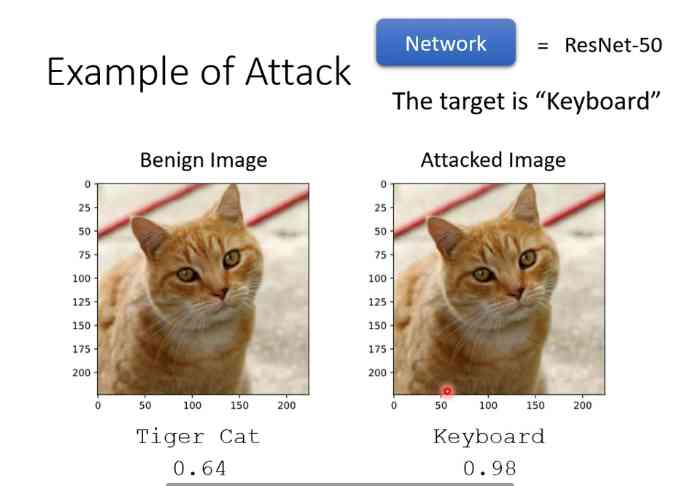 Example of Attack
Network = ResNet-50
The target is “Keyboard”
Benign Image
0
25
50
75
100
125
150
175
200
0 50 100 150 200
Tiger Cat
0.64
Attacked Image
0
25
50
75
100
125
150
175
200
0 50 100 150 200
Keyboard
0.98